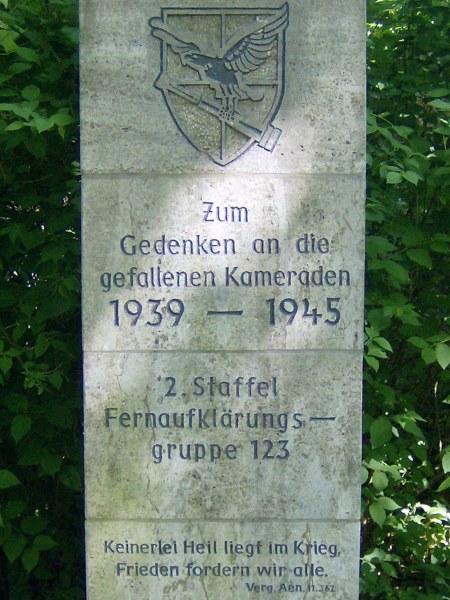 Zum
Gedenken an die
gefallenen Kameraden
1939 — 1945
2. Staffel
Fernaufklärungs—
gruppe 123
Keinerlei Heil liegt im Krieg,
Frieden fordern wir alle.
Verg. Aen. 11.362